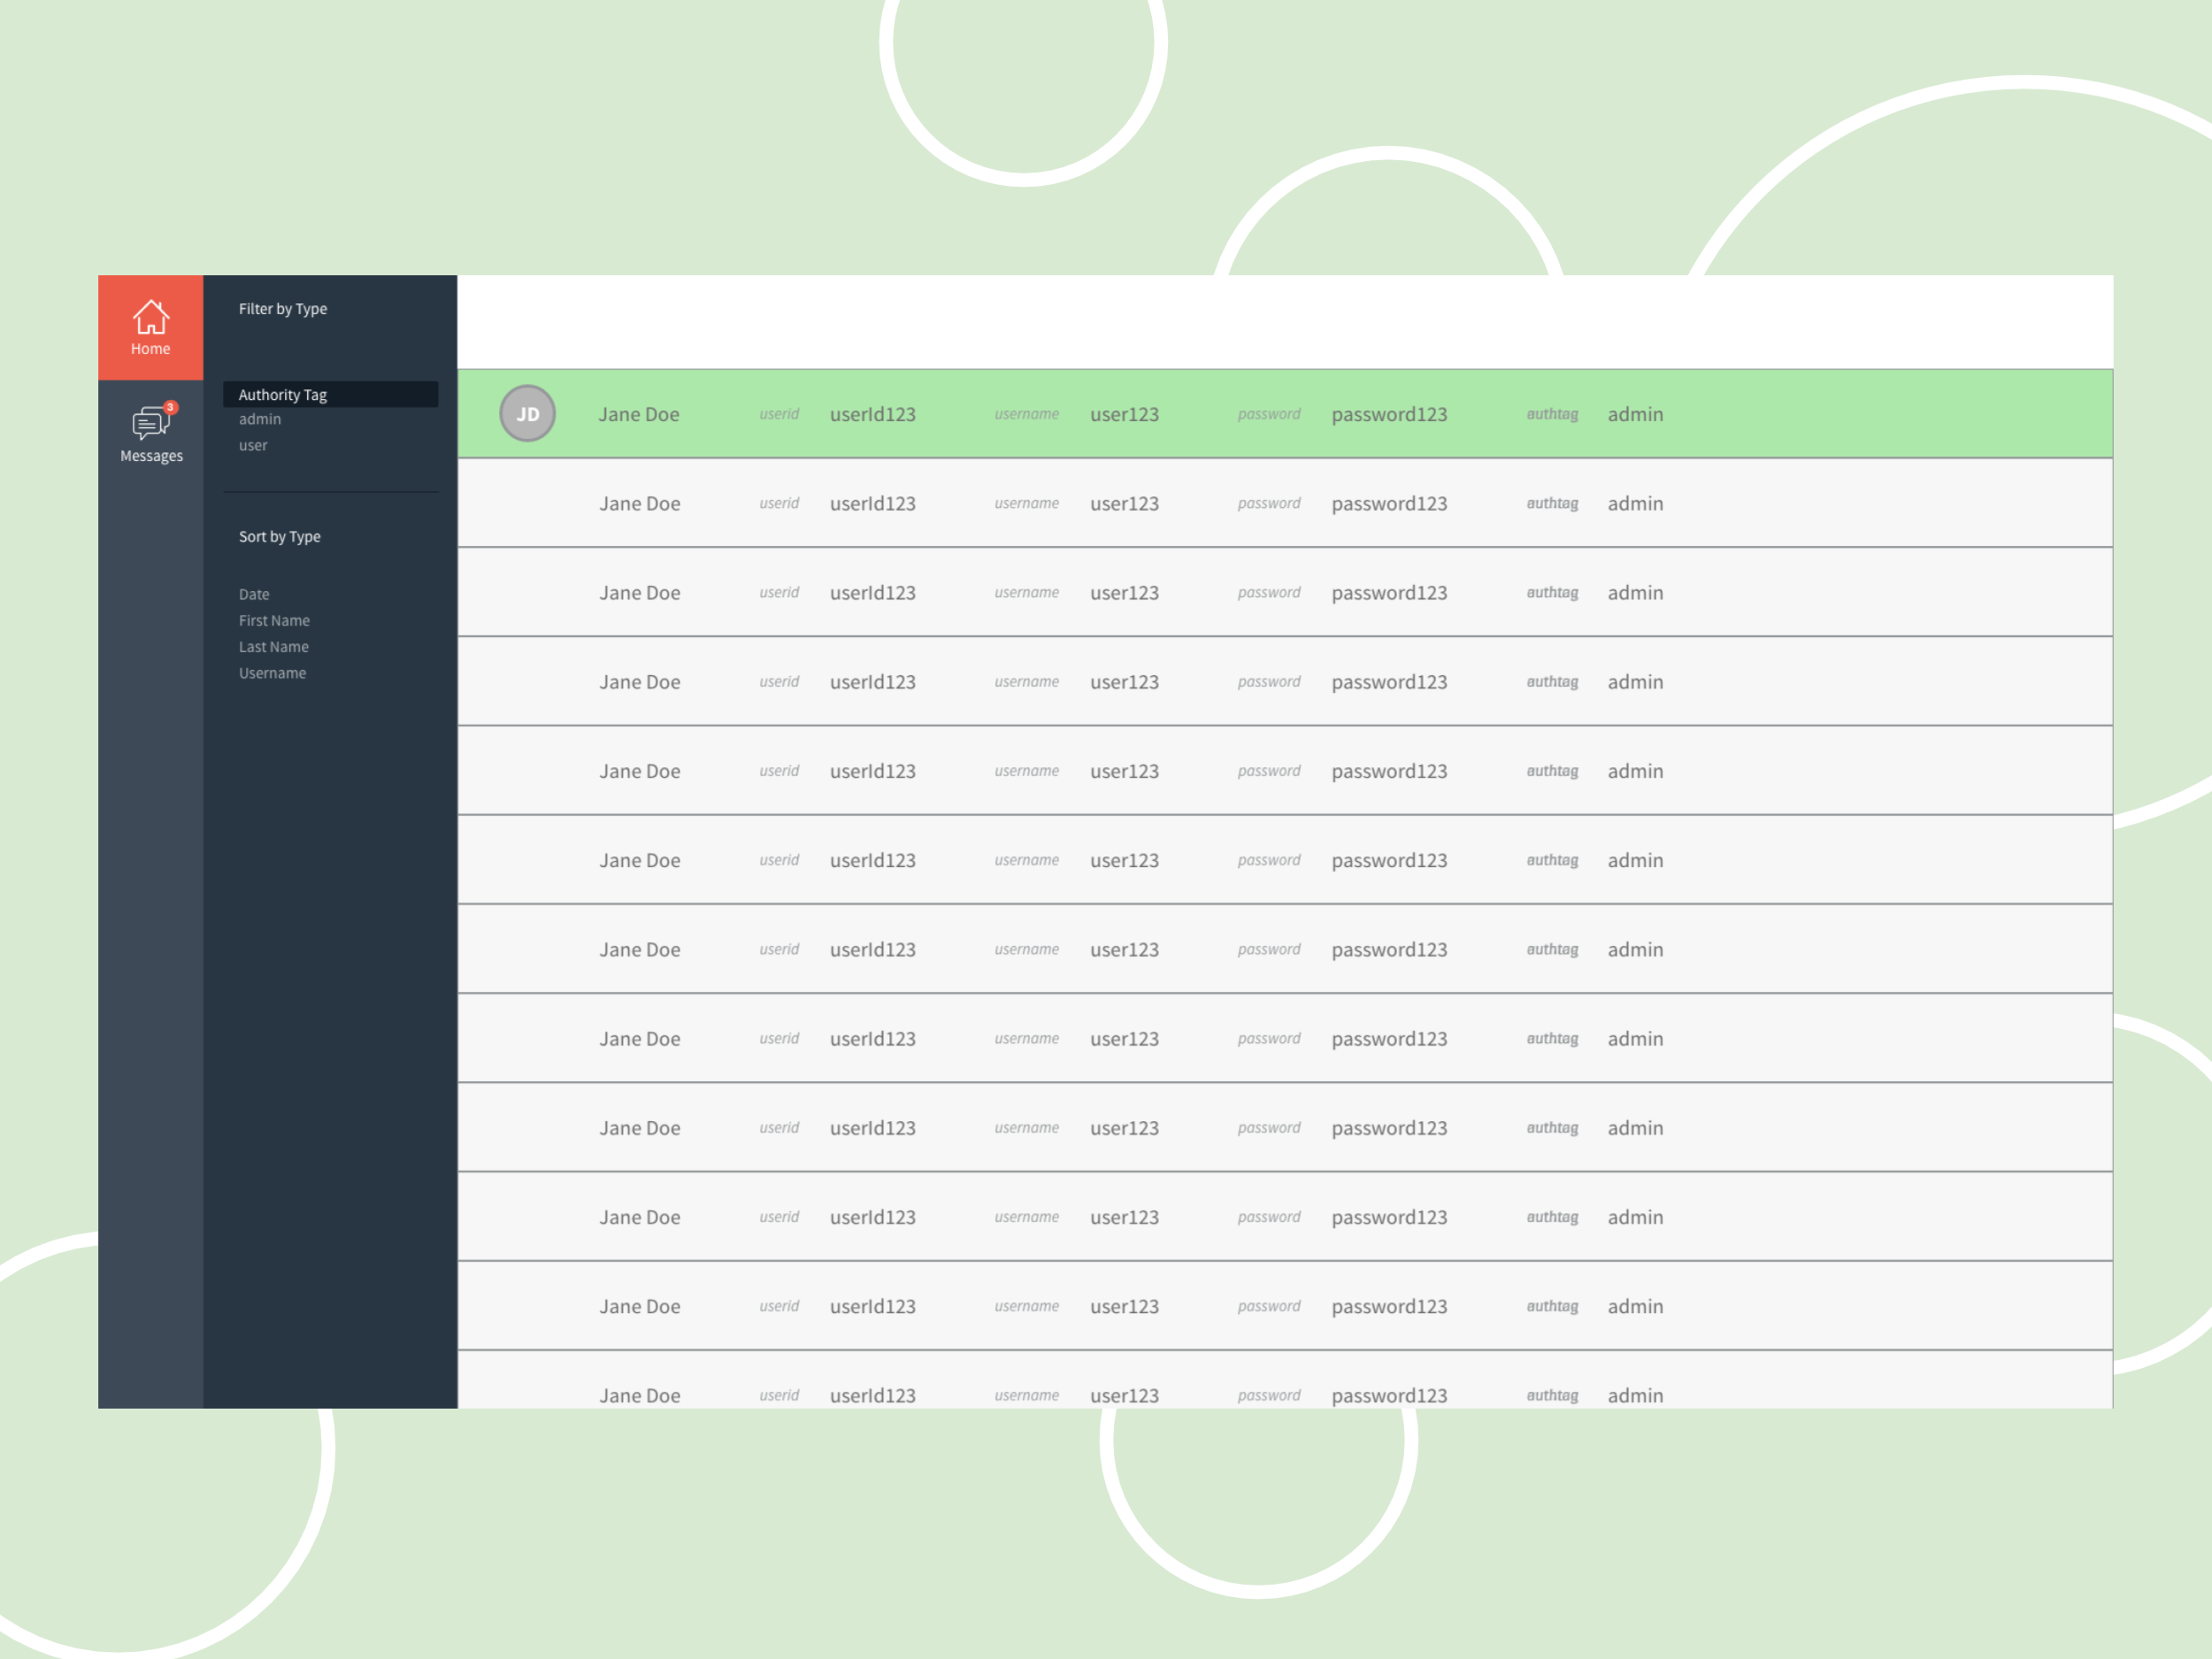 Home
3
Messages
Filter by Type
Authority Tag
admin
user
Sort by Type
Date
First Name
Last Name
Username
JD Jane Doe userid userId123 username user123 password password123 authtag admin
Jane Doe userid userId123 username user123 password password123 authtag admin
Jane Doe userid userId123 username user123 password password123 authtag admin
Jane Doe userid userId123 username user123 password password123 authtag admin
Jane Doe userid userId123 username user123 password password123 authtag admin
Jane Doe userid userId123 username user123 password password123 authtag admin
Jane Doe userid userId123 username user123 password password123 authtag admin
Jane Doe userid userId123 username user123 password password123 authtag admin
Jane Doe userid userId123 username user123 password password123 authtag admin
Jane Doe userid userId123 username user123 password password123 authtag admin
Jane Doe userid userId123 username user123 password password123 authtag admin
Jane Doe userid userId123 username user123 password password123 authtag admin